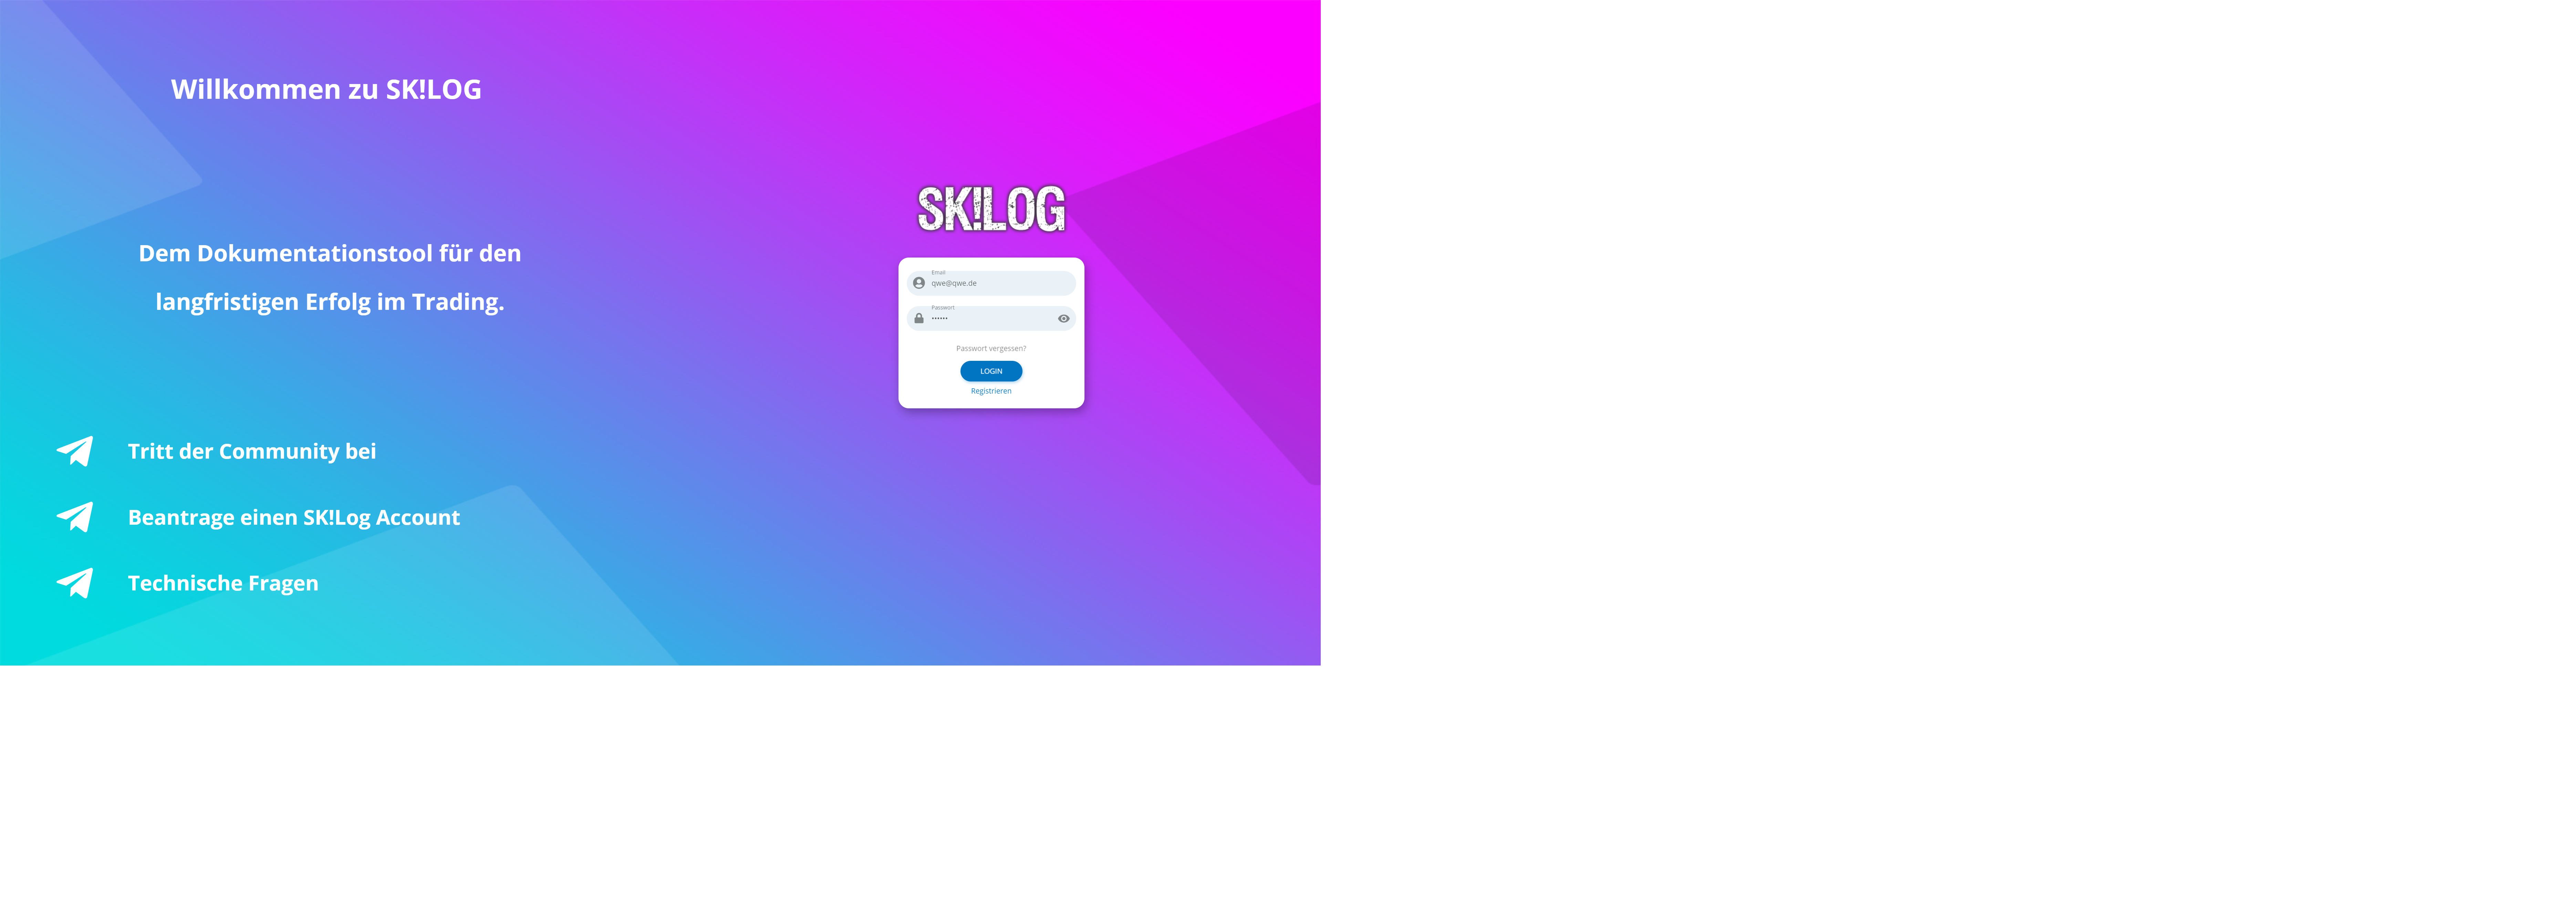 Willkommen zu SK!LOG
Dem Dokumentationstool für den
langfristigen Erfolg im Trading.
Tritt der Community bei
Beantrage einen SK!Log Account
Technische Fragen
SK!LOG
Email
qwe@qwe.de
Passwort
••••••
Passwort vergessen?
LOGIN
Registrieren